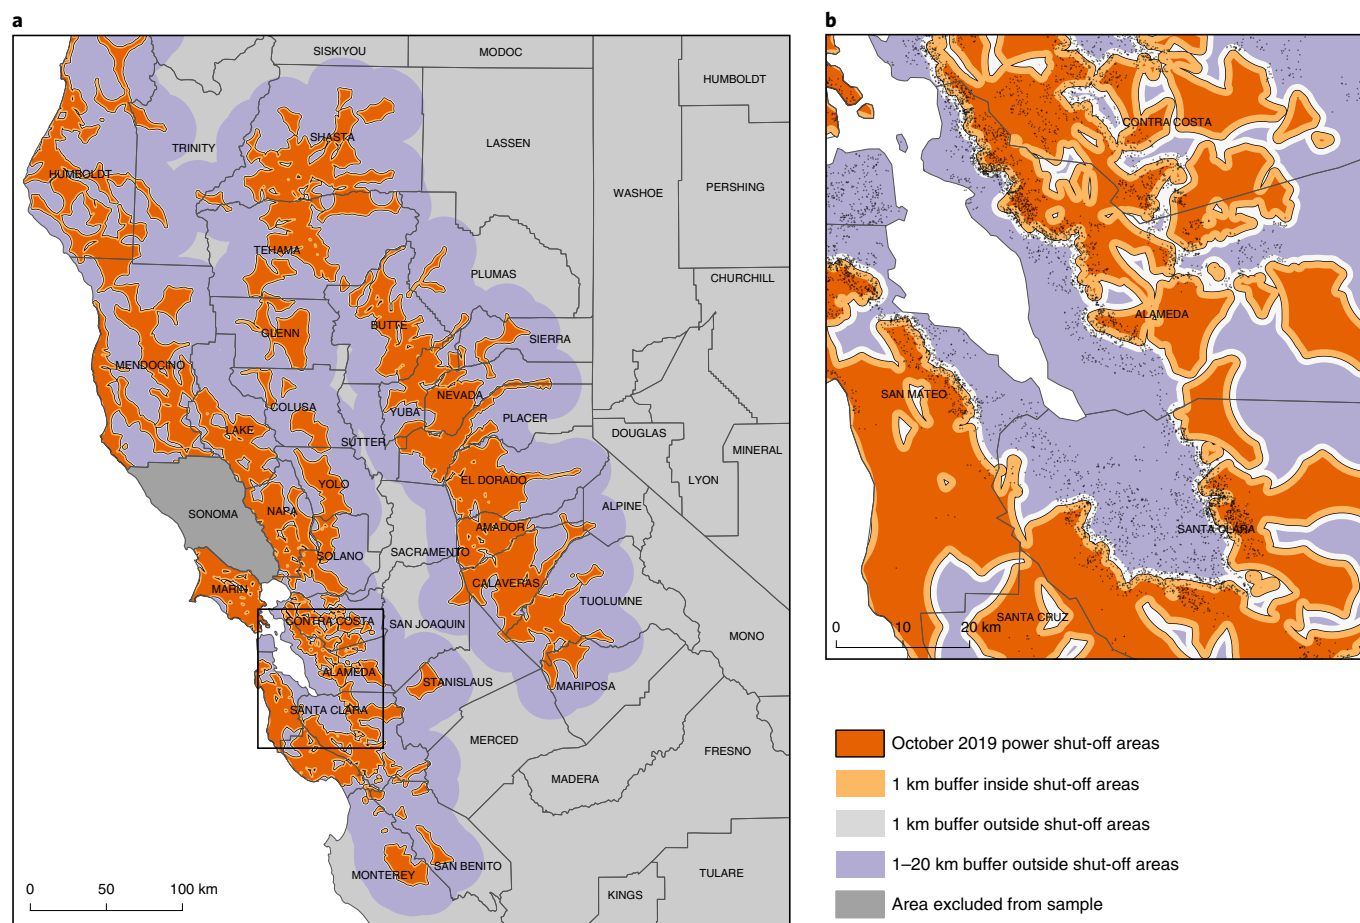 a
SISKIYOU
MODOC
HUMBOLDT
SHASTA
TRINITY
LASSEN
HUMBOLDT
WASHOE
PERSHING
TEHAMA
PLUMAS
CHURCHILL
BUTTE
GLENN
SIERRA
MENDOCINO
NEVADA
COLUSA
YUBA
PLACER
LAKE
SUTTER
DOUGLAS
MINERAL
YOLO
EL DORADO
LYON
SONOMA
NAPA
AMADOR
ALPINE
SOLANO
SACRAMENTO
MARIN
CALAVERAS
TUOLUMNE
CONTRA COSTA
SAN JOAQUIN
MONO
ALAMEDA
STANISLAUS
MARIPOSA
SANTA CLARA
MERCED
FRESNO
MADERA
SAN BENITO
MONTEREY
TULARE
KINGS
0 50 100 km
b
CONTRA COSTA
ALAMEDA
SAN MATEO
SANTA CLARA
SANTA CRUZ
0 10 20 km
October 2019 power shut-off areas
1 km buffer inside shut-off areas
1 km buffer outside shut-off areas
1–20 km buffer outside shut-off areas
Area excluded from sample